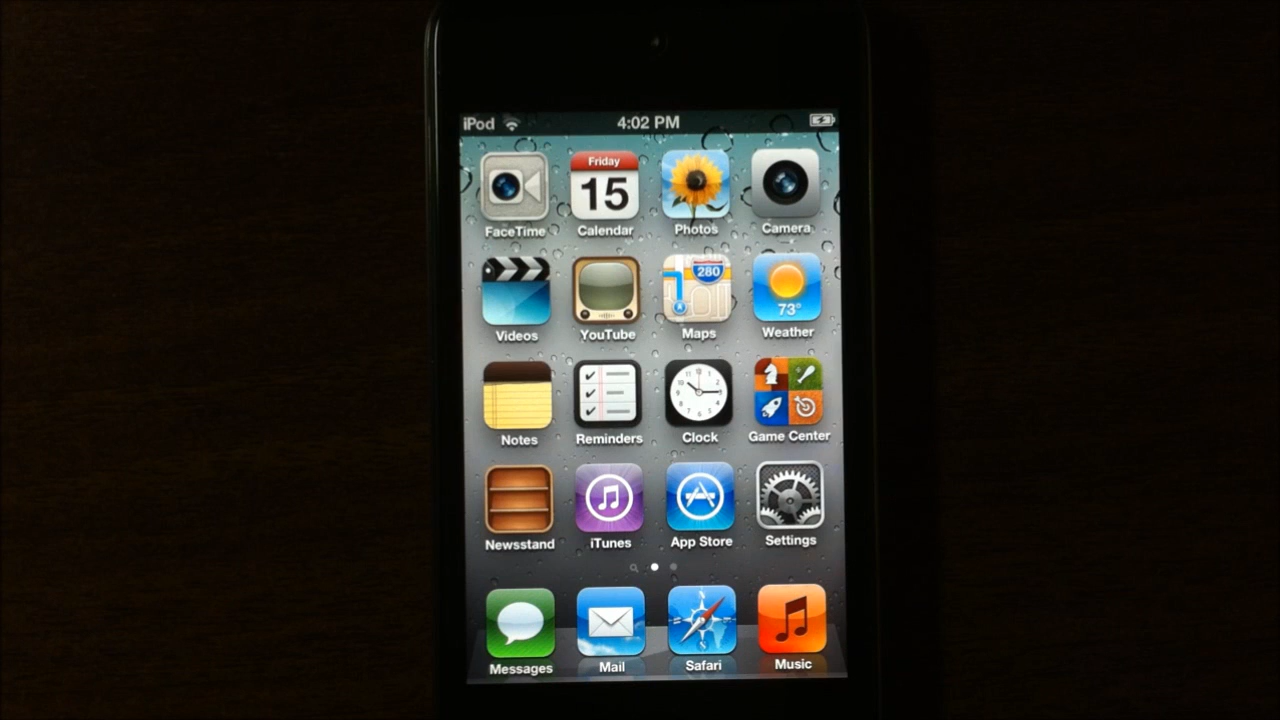 iPod 4:02 PM
Friday
15
FaceTime Calendar Photos Camera
280
73°
Videos YouTube Maps Weather
Notes Reminders Clock Game Center
Newsstand iTunes App Store Settings
Messages Mail Safari Music